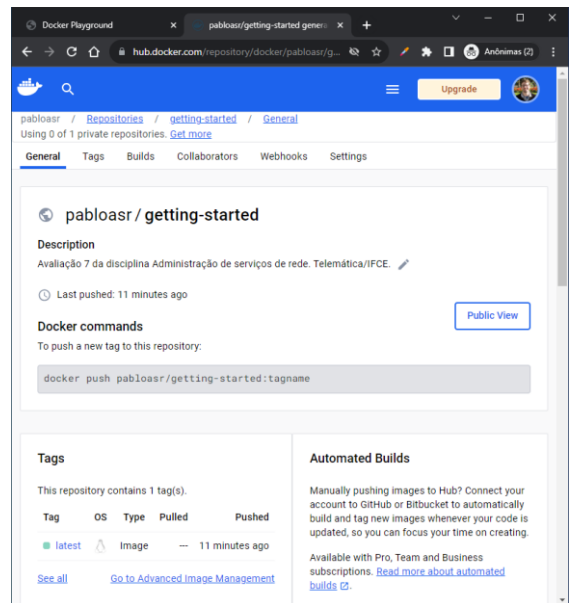 Docker Playground
pabloasr/getting-started genera
hub.docker.com/repository/docker/pabloasr/g...
Anônimas (2)
Upgrade
pabloasr / Repositories / getting-started / General
Using 0 of 1 private repositories. Get more
General Tags Builds Collaborators Webhooks Settings
pabloasr / getting-started
Description
Avaliação 7 da disciplina Administração de serviços de rede. Telemática/IFCE.
Last pushed: 11 minutes ago
Public View
Docker commands
To push a new tag to this repository:
docker push pabloasr/getting-started:tagname
Tags
This repository contains 1 tag(s).
Tag OS Type Pulled Pushed
latest Image --- 11 minutes ago
See all Go to Advanced Image Management
Automated Builds
Manually pushing images to Hub? Connect your
account to GitHub or Bitbucket to automatically
build and tag new images whenever your code is
updated, so you can focus your time on creating.
Available with Pro, Team and Business
subscriptions. Read more about automated
builds.